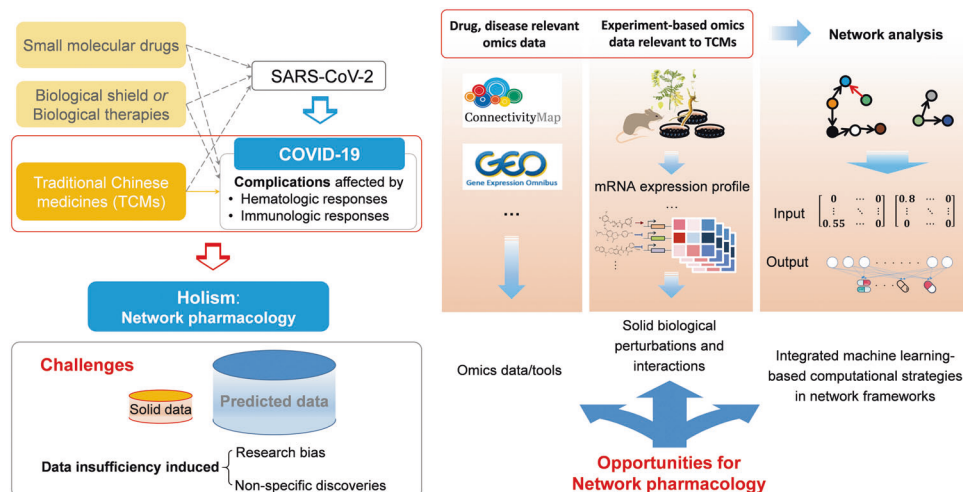 Small molecular drugs
Biological shield or
Biological therapies
Traditional Chinese
medicines (TCMs)
SARS-CoV-2
COVID-19
Complications affected by
• Hematologic responses
• Immunologic responses
Holism:
Network pharmacology
Challenges
Solid data
Predicted data
Data insufficiency induced
Research bias
Non-specific discoveries
Drug, disease relevant
omics data
Experiment-based omics
data relevant to TCMs
Network analysis
ConnectivityMap
GEO
Gene Expression Omnibus
...
mRNA expression profile
Input
0 ⋯ 0
⋮ ⋱ ⋮
0.55 ⋯ 0
0.8 ⋯ 0
⋮ ⋱ ⋮
0 ⋯ 0
Output
Omics data/tools
Solid biological
perturbations and
interactions
Integrated machine learning-
based computational strategies
in network frameworks
Opportunities for
Network pharmacology